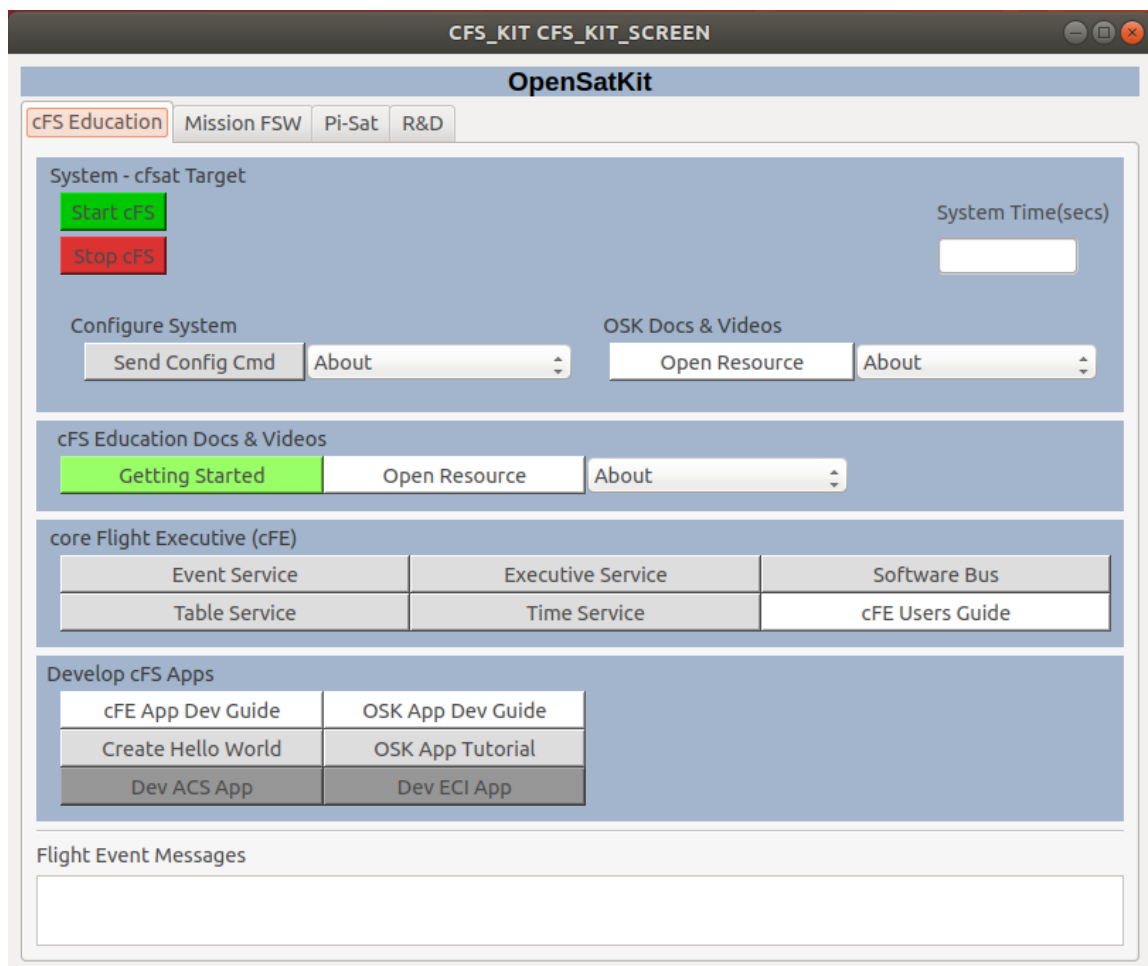 CFS_KIT CFS_KIT_SCREEN
OpenSatKit
cFS Education Mission FSW Pi-Sat R&D
System - cfsat Target
Start cFS
System Time(secs)
Stop cFS
Configure System
OSK Docs & Videos
Send Config Cmd About Open Resource About
cFS Education Docs & Videos
Getting Started Open Resource About
core Flight Executive (cFE)
Event Service Executive Service Software Bus
Table Service Time Service cFE Users Guide
Develop cFS Apps
cFE App Dev Guide OSK App Dev Guide
Create Hello World OSK App Tutorial
Dev ACS App Dev ECI App
Flight Event Messages